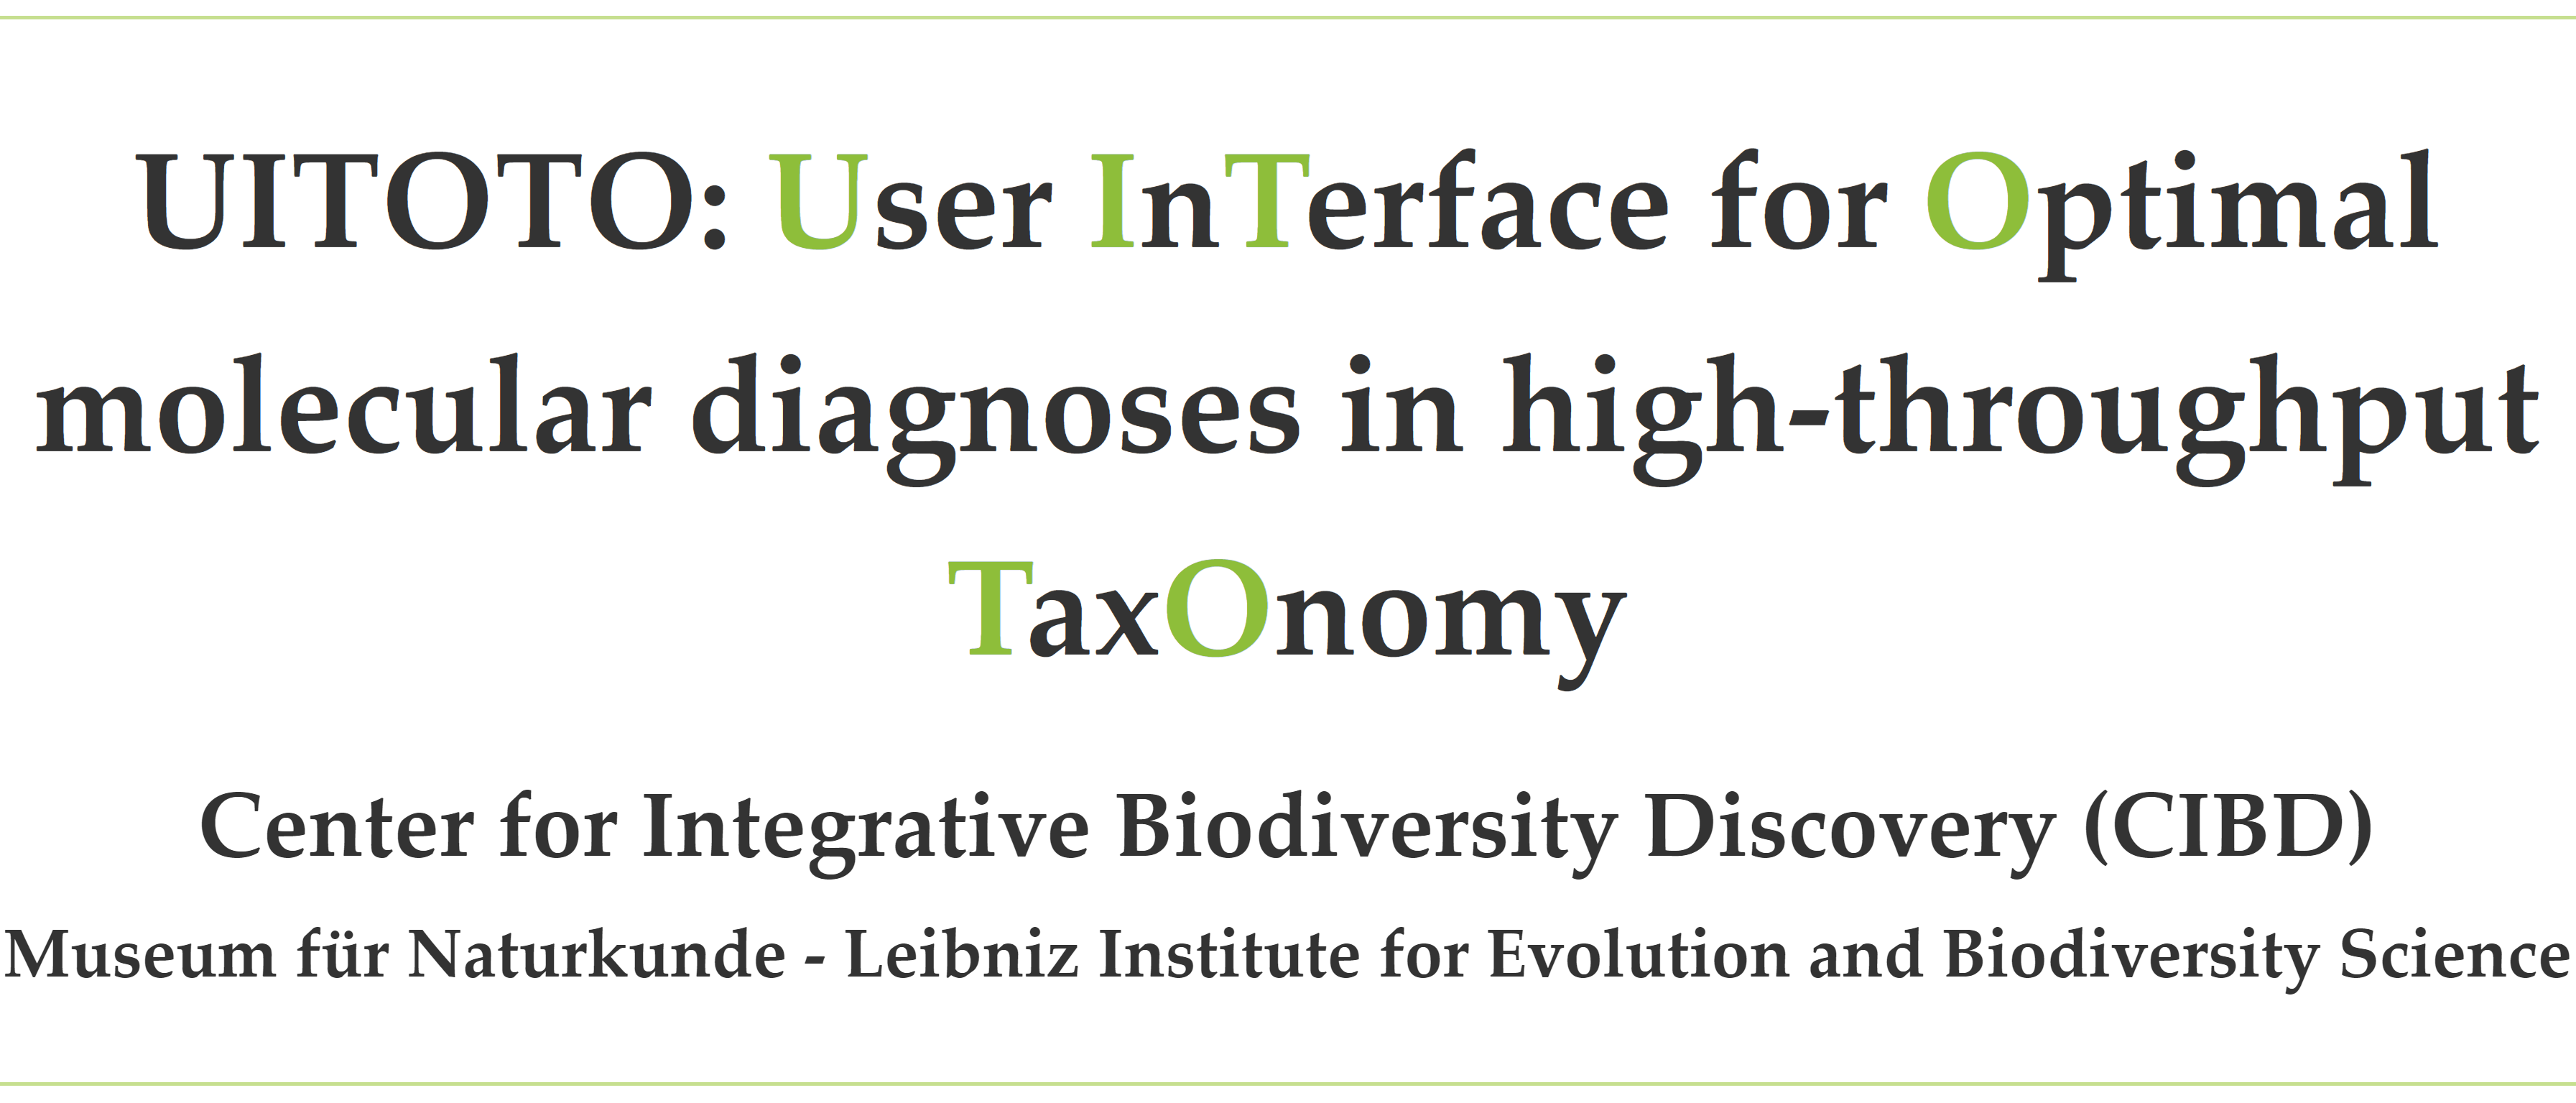 UITOTO: User InTerface for Optimal
molecular diagnoses in high-throughput
TaxOnomy
Center for Integrative Biodiversity Discovery (CIBD)
Museum für Naturkunde - Leibniz Institute for Evolution and Biodiversity Science